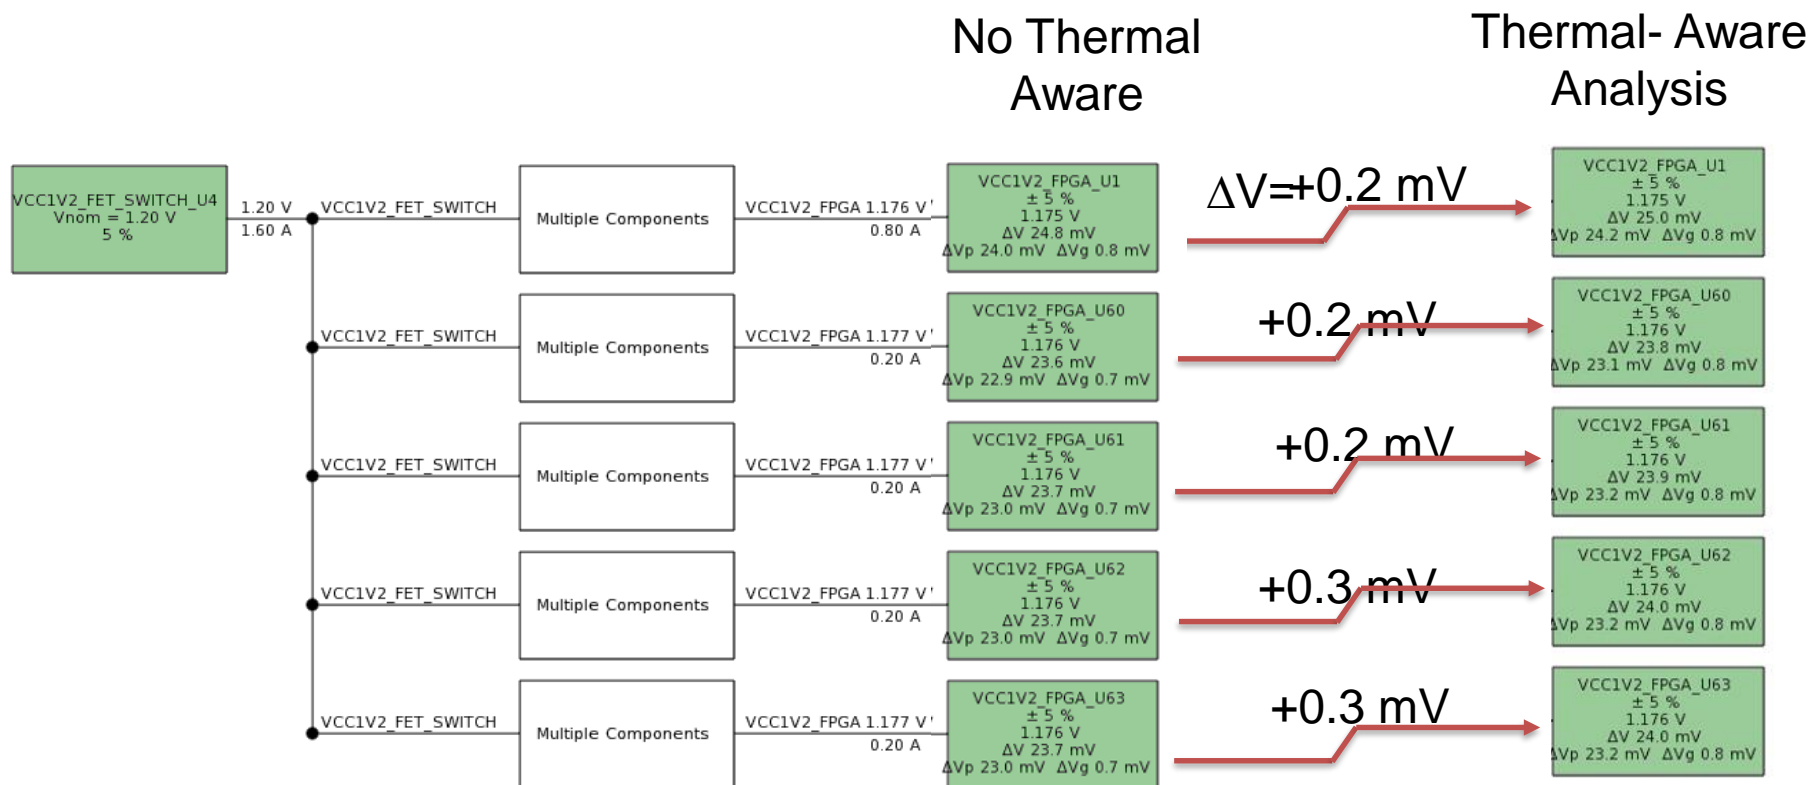 No Thermal
Aware
Thermal- Aware
Analysis
VCC1V2_FET_SWITCH_U4
Vnom = 1.20 V
5 %
1.20 V
1.60 A
VCC1V2_FET_SWITCH
Multiple Components
VCC1V2_FPGA 1.176 V
0.80 A
VCC1V2_FPGA_U1
± 5 %
1.175 V
ΔV 24.8 mV
ΔVp 24.0 mV ΔVg 0.8 mV
ΔV=+0.2 mV
VCC1V2_FPGA_U1
± 5 %
1.175 V
ΔV 25.0 mV
ΔVp 24.2 mV ΔVg 0.8 mV
VCC1V2_FET_SWITCH
Multiple Components
VCC1V2_FPGA 1.177 V
0.20 A
VCC1V2_FPGA_U60
± 5 %
1.176 V
ΔV 23.6 mV
ΔVp 22.9 mV ΔVg 0.7 mV
+0.2 mV
VCC1V2_FPGA_U60
± 5 %
1.176 V
ΔV 23.8 mV
ΔVp 23.1 mV ΔVg 0.8 mV
VCC1V2_FET_SWITCH
Multiple Components
VCC1V2_FPGA 1.177 V
0.20 A
VCC1V2_FPGA_U61
± 5 %
1.176 V
ΔV 23.7 mV
ΔVp 23.0 mV ΔVg 0.7 mV
+0.2 mV
VCC1V2_FPGA_U61
± 5 %
1.176 V
ΔV 23.9 mV
ΔVp 23.2 mV ΔVg 0.8 mV
VCC1V2_FET_SWITCH
Multiple Components
VCC1V2_FPGA 1.177 V
0.20 A
VCC1V2_FPGA_U62
± 5 %
1.176 V
ΔV 23.7 mV
ΔVp 23.0 mV ΔVg 0.7 mV
+0.3 mV
VCC1V2_FPGA_U62
± 5 %
1.176 V
ΔV 24.0 mV
ΔVp 23.2 mV ΔVg 0.8 mV
VCC1V2_FET_SWITCH
Multiple Components
VCC1V2_FPGA 1.177 V
0.20 A
VCC1V2_FPGA_U63
± 5 %
1.176 V
ΔV 23.7 mV
ΔVp 23.0 mV ΔVg 0.7 mV
+0.3 mV
VCC1V2_FPGA_U63
± 5 %
1.176 V
ΔV 24.0 mV
ΔVp 23.2 mV ΔVg 0.8 mV